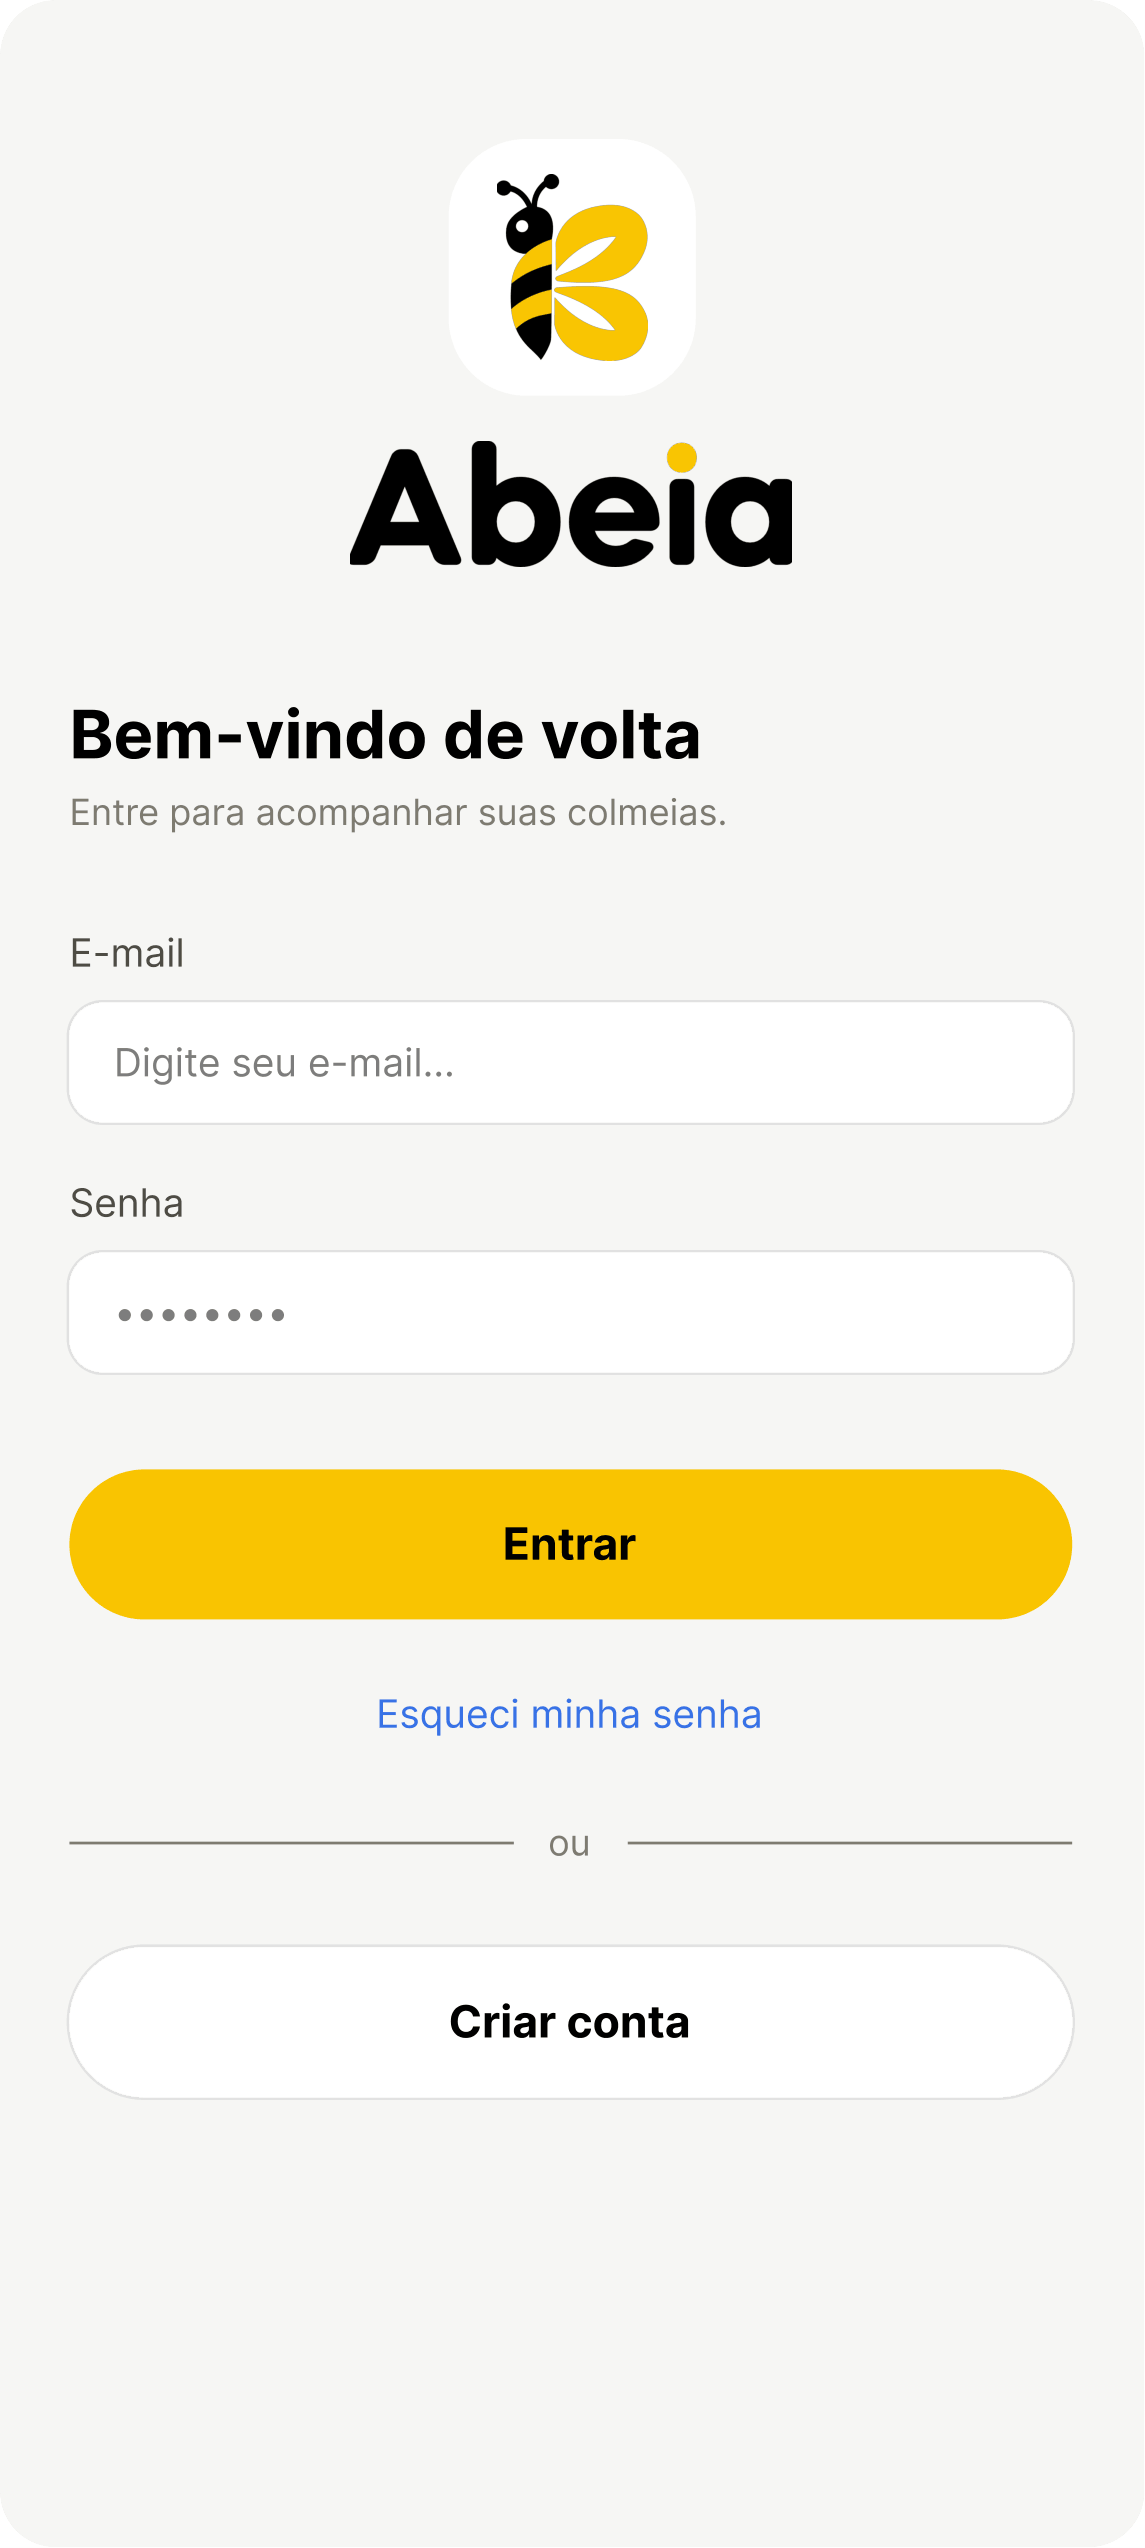 Abeia
Bem-vindo de volta
Entre para acompanhar suas colmeias.
E-mail
Digite seu e-mail...
Senha
••••••••
Entrar
Esqueci minha senha
ou
Criar conta